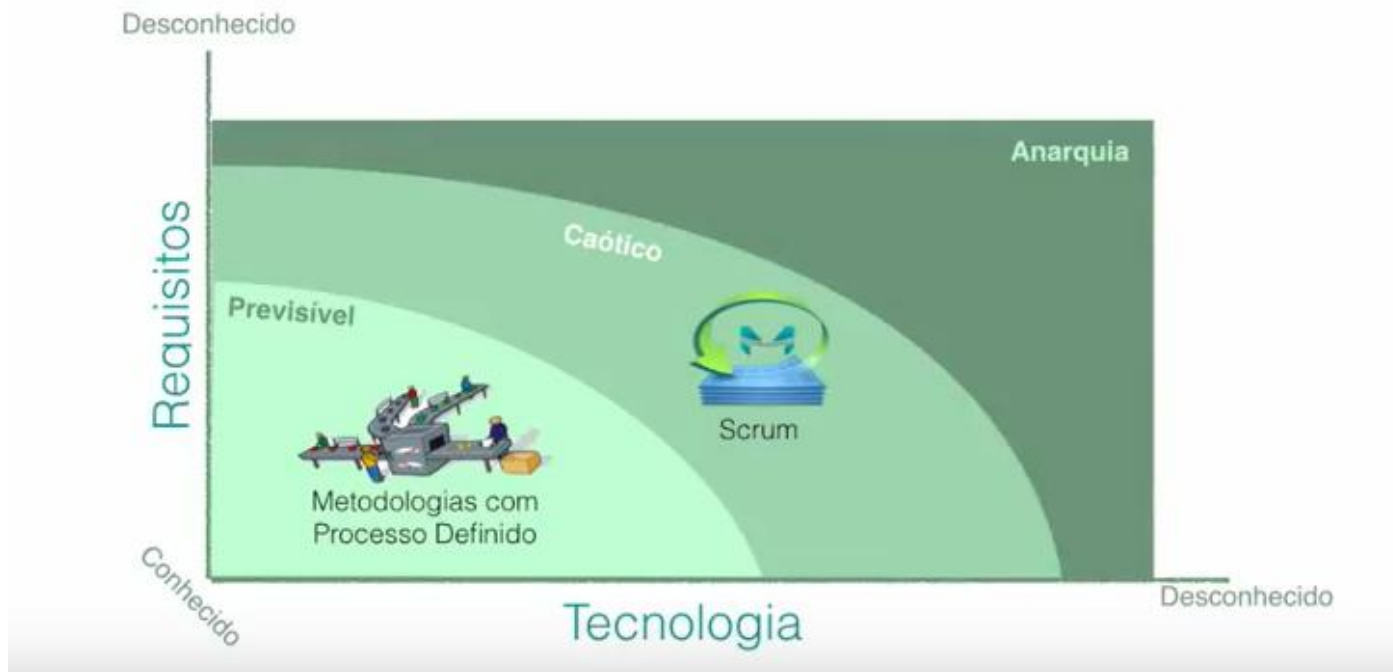 Desconhecido
Anarquia
Caótico
Requisitos
Previsível
Scrum
Metodologias com
Processo Definido
Conhecido
Desconhecido
Tecnologia